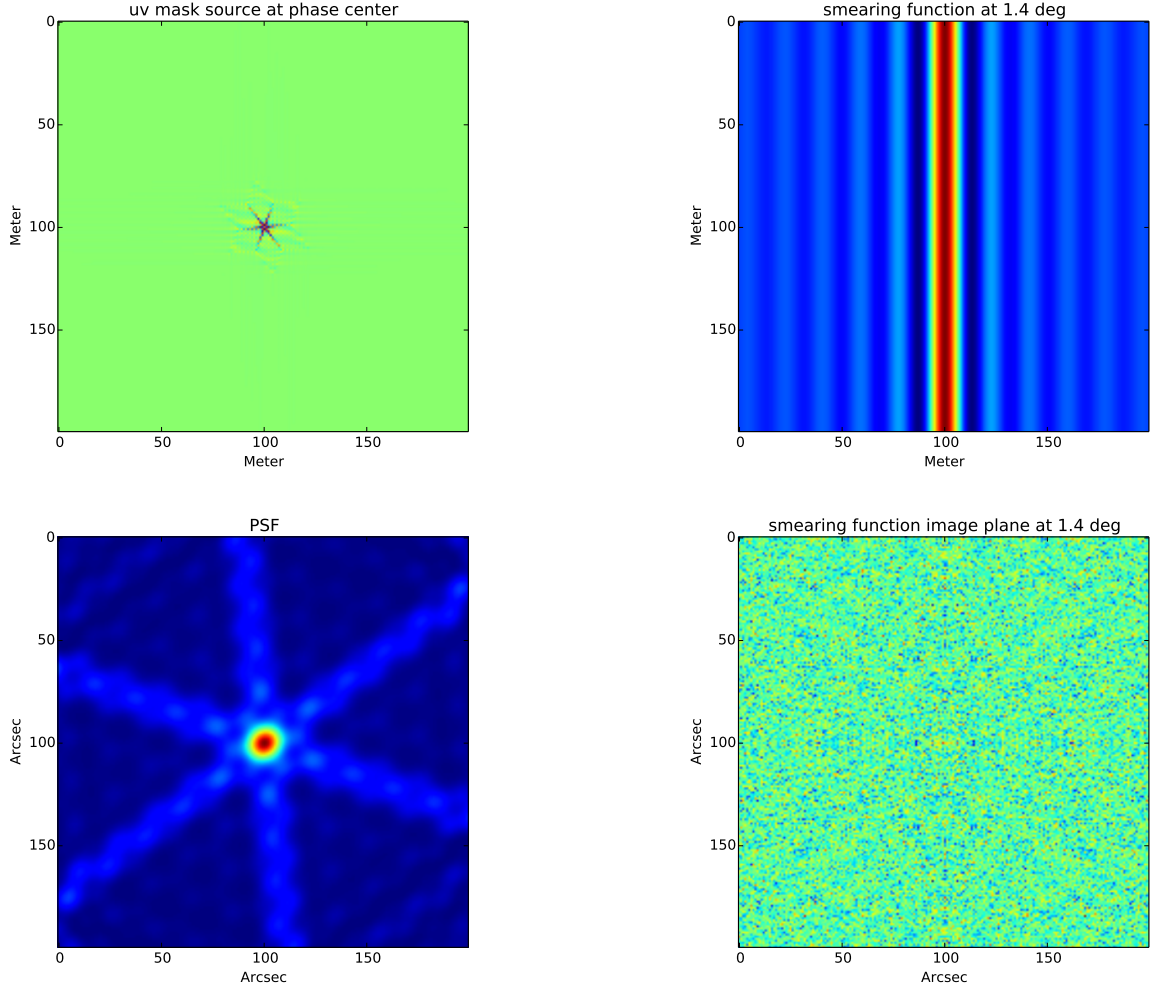 uv mask source at phase center
0
50
100
150
Meter
0 50 100 150
Meter
smearing function at 1.4 deg
0
50
100
150
Meter
0 50 100 150
Meter
PSF
0
50
100
150
Arcsec
0 50 100 150
Arcsec
smearing function image plane at 1.4 deg
0
50
100
150
Arcsec
0 50 100 150
Arcsec